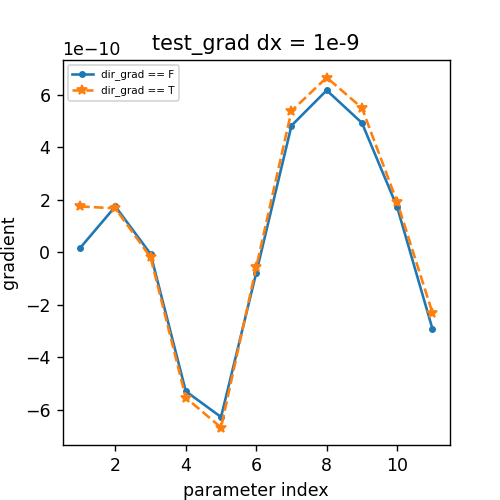 test_grad dx = 1e-9
1e−10
dir_grad == F
dir_grad == T
6
4
2
0
−2
−4
−6
gradient
2 4 6 8 10
parameter index